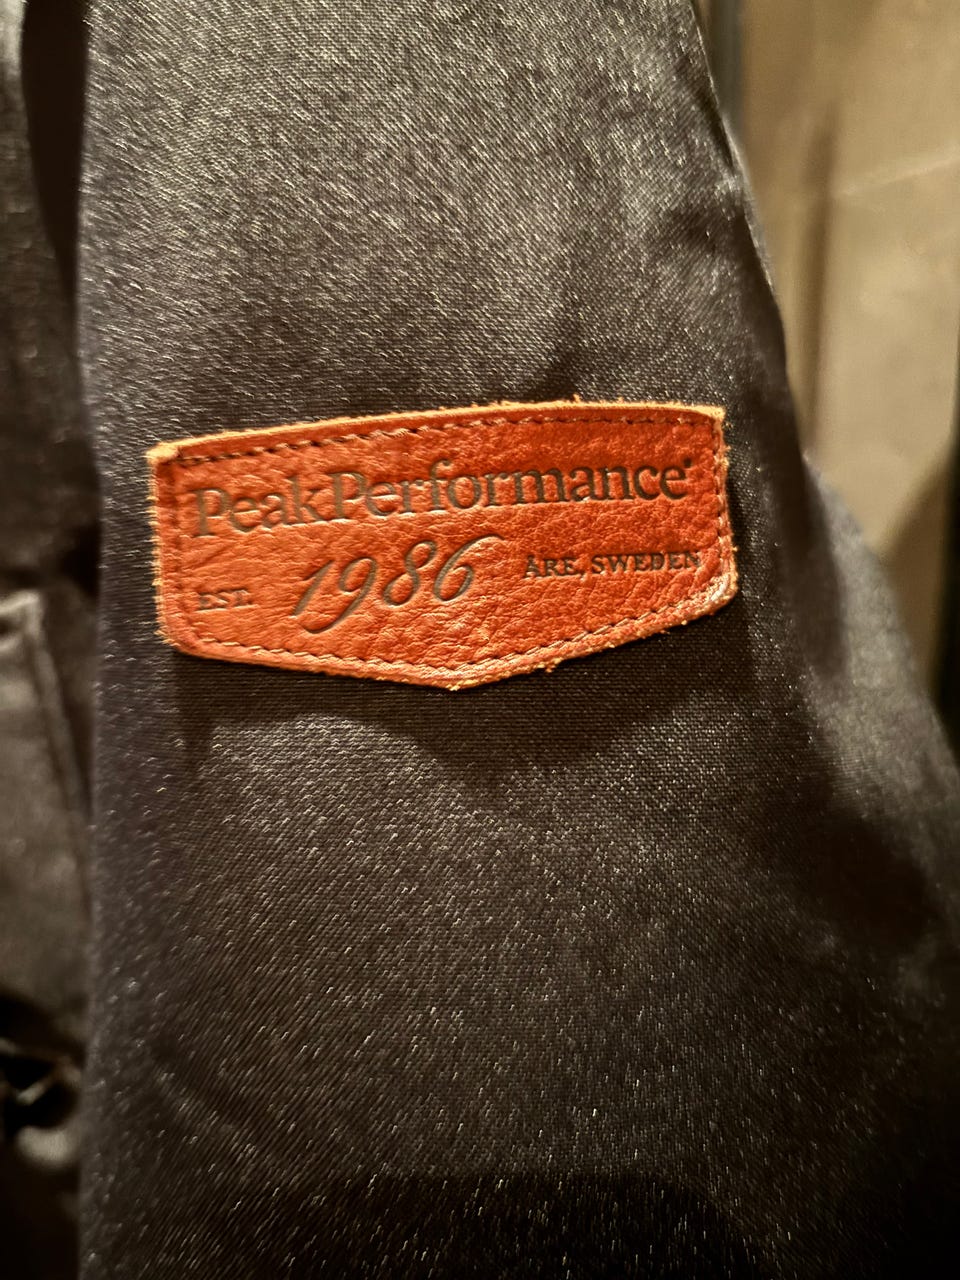 PeakPerformance®
EST. 1986 ÅRE, SWEDEN